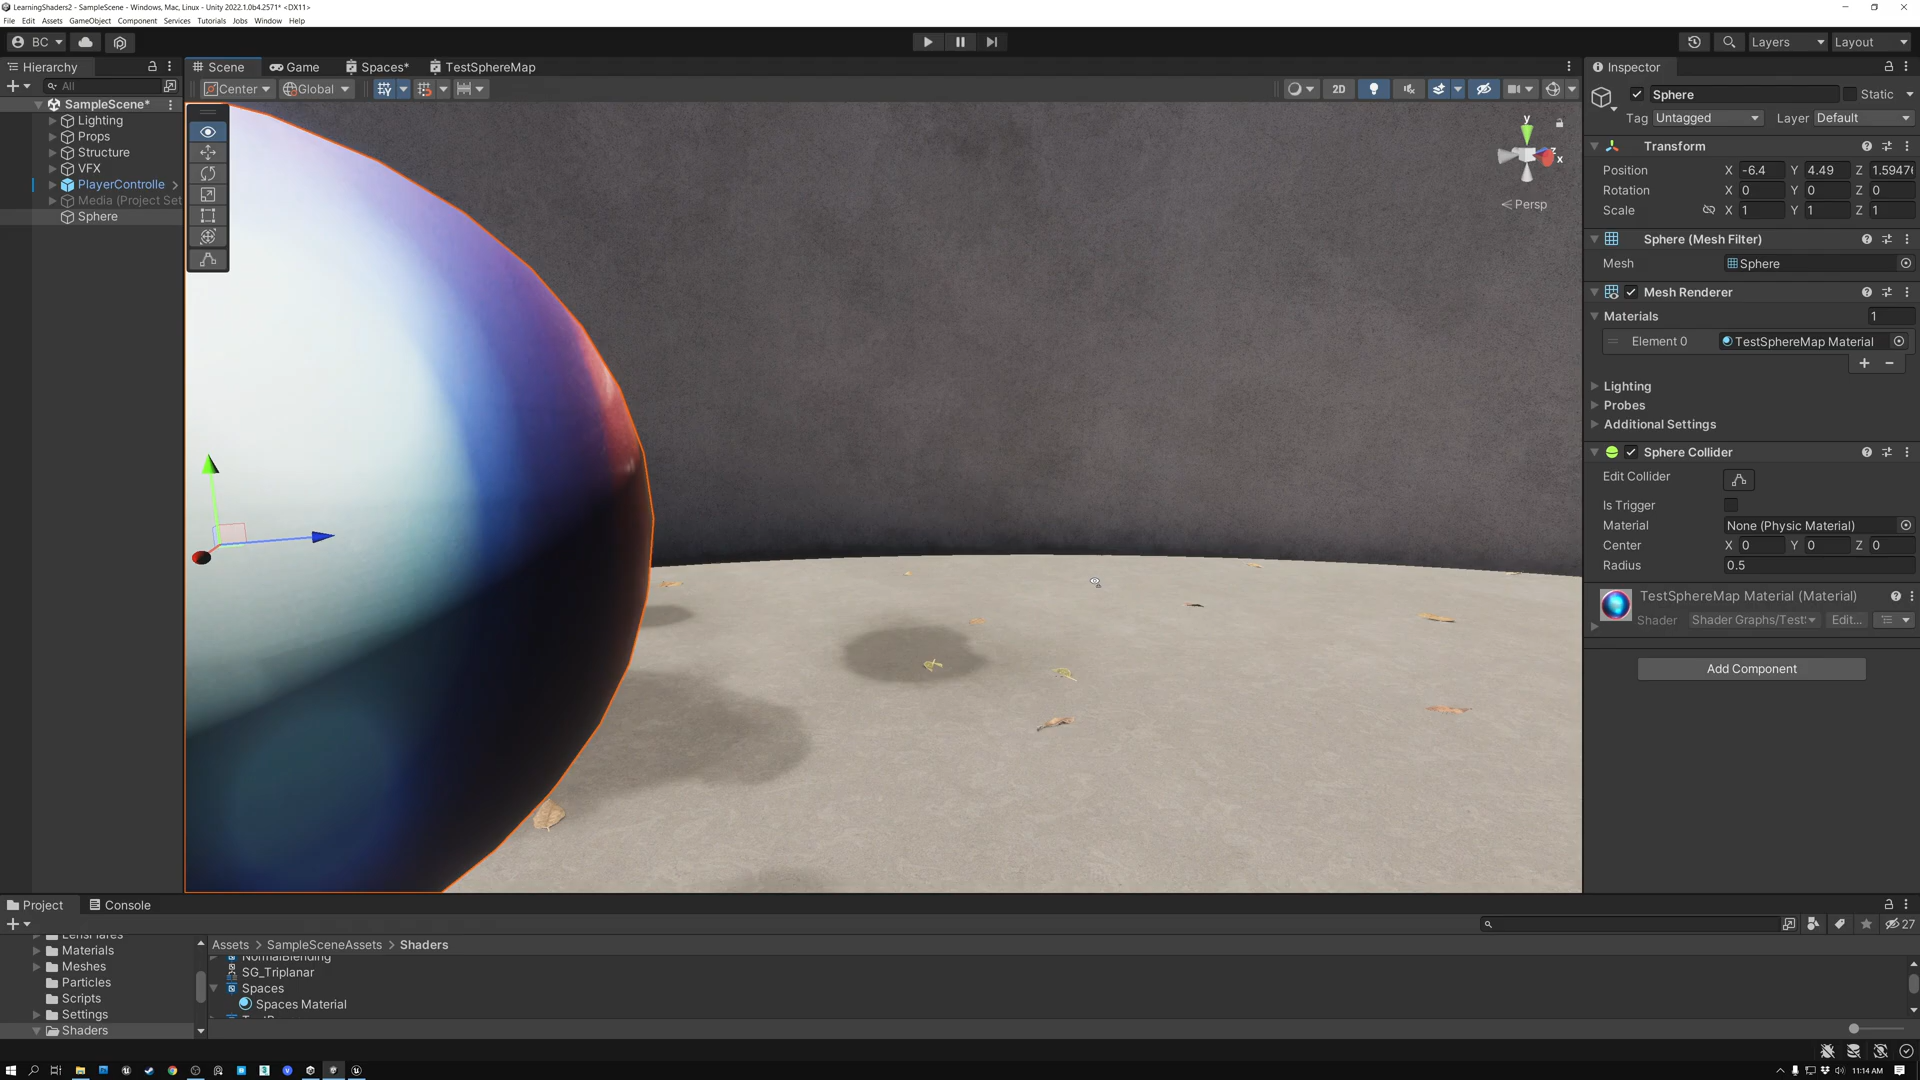 LearningShaders2 - SampleScene - Windows, Mac, Linux - Unity 2022.1.0b4.2571* <DX11>
File Edit Assets GameObject Component Services Tutorials Jobs Window Help
BC Layers Layout
Hierarchy
All
SampleScene*
Lighting
Props
Structure
VFX
PlayerControlle
Media (Project Set
Sphere
Scene Game Spaces* TestSphereMap
Center Global 2D
y
z
x
Persp
Inspector
Sphere Static
Tag Untagged Layer Default
Transform
Position X -6.4 Y 4.49 Z 1.5947
Rotation X 0 Y 0 Z 0
Scale X 1 Y 1 Z 1
Sphere (Mesh Filter)
Mesh Sphere
Mesh Renderer
Materials 1
Element 0 TestSphereMap Material
Lighting
Probes
Additional Settings
Sphere Collider
Edit Collider
Is Trigger
Material None (Physic Material)
Center X 0 Y 0 Z 0
Radius 0.5
TestSphereMap Material (Material)
Shader Shader Graphs/Test Edit...
Add Component
Project Console
27
LensFlares
Materials
Meshes
Particles
Scripts
Settings
Shaders
Assets > SampleSceneAssets > Shaders
NormalBlending
SG_Triplanar
Spaces
Spaces Material
11:14 AM